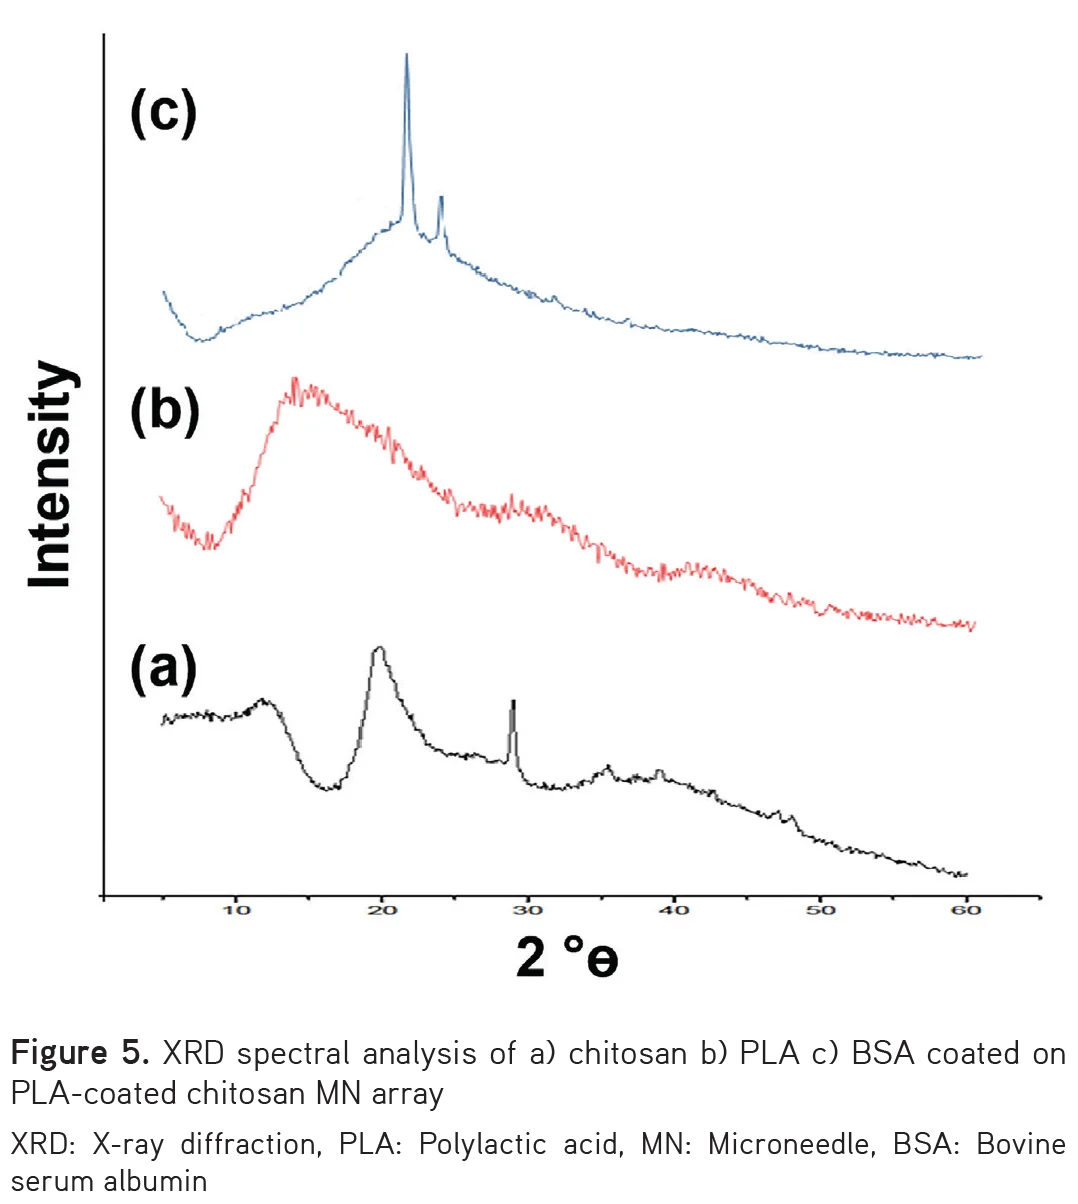 (c)
(b)
(a)
Intensity
10 20 30 40 50 60
2 °ɵ
Figure 5. XRD spectral analysis of a) chitosan b) PLA c) BSA coated on
PLA-coated chitosan MN array
XRD: X-ray diffraction, PLA: Polylactic acid, MN: Microneedle, BSA: Bovine
serum albumin